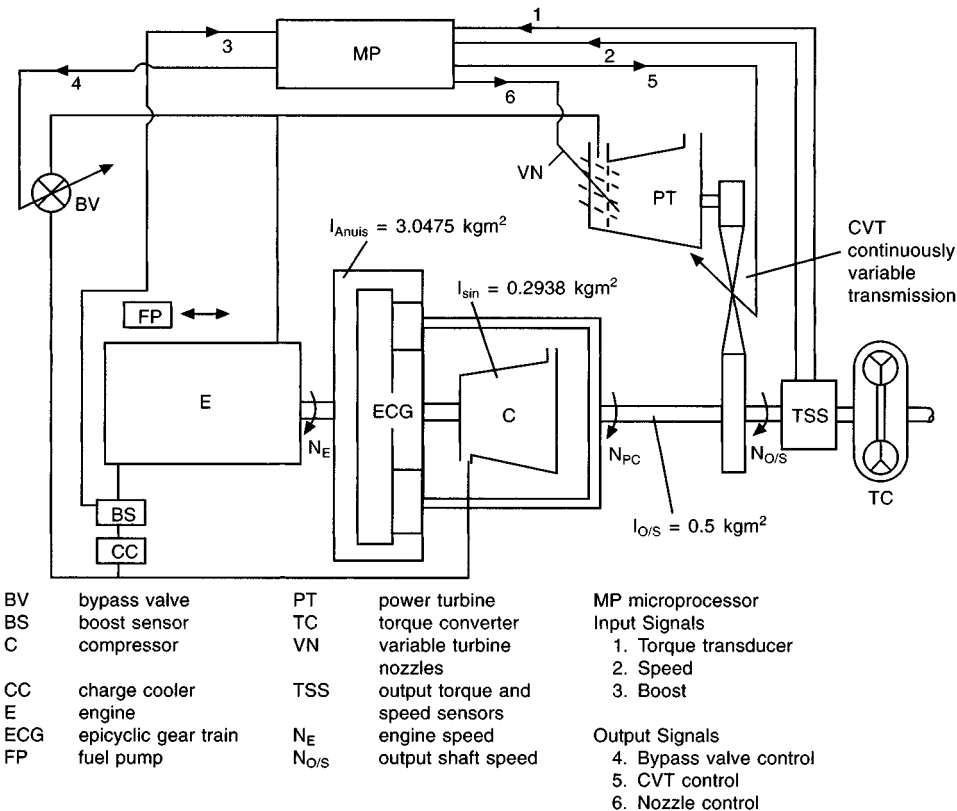 1
3
MP
2
4
5
6
VN
PT
BV
I_Anuis = 3.0475 kgm²
CVT
continuously
variable
transmission
I_sin = 0.2938 kgm²
FP
E
ECG
C
TSS
N_E
N_PC
N_O/S
TC
BS
I_O/S = 0.5 kgm²
CC
BV bypass valve
BS boost sensor
C compressor
CC charge cooler
E engine
ECG epicyclic gear train
FP fuel pump
PT power turbine
TC torque converter
VN variable turbine
nozzles
TSS output torque and
speed sensors
N_E engine speed
N_O/S output shaft speed
MP microprocessor
Input Signals
1. Torque transducer
2. Speed
3. Boost
Output Signals
4. Bypass valve control
5. CVT control
6. Nozzle control